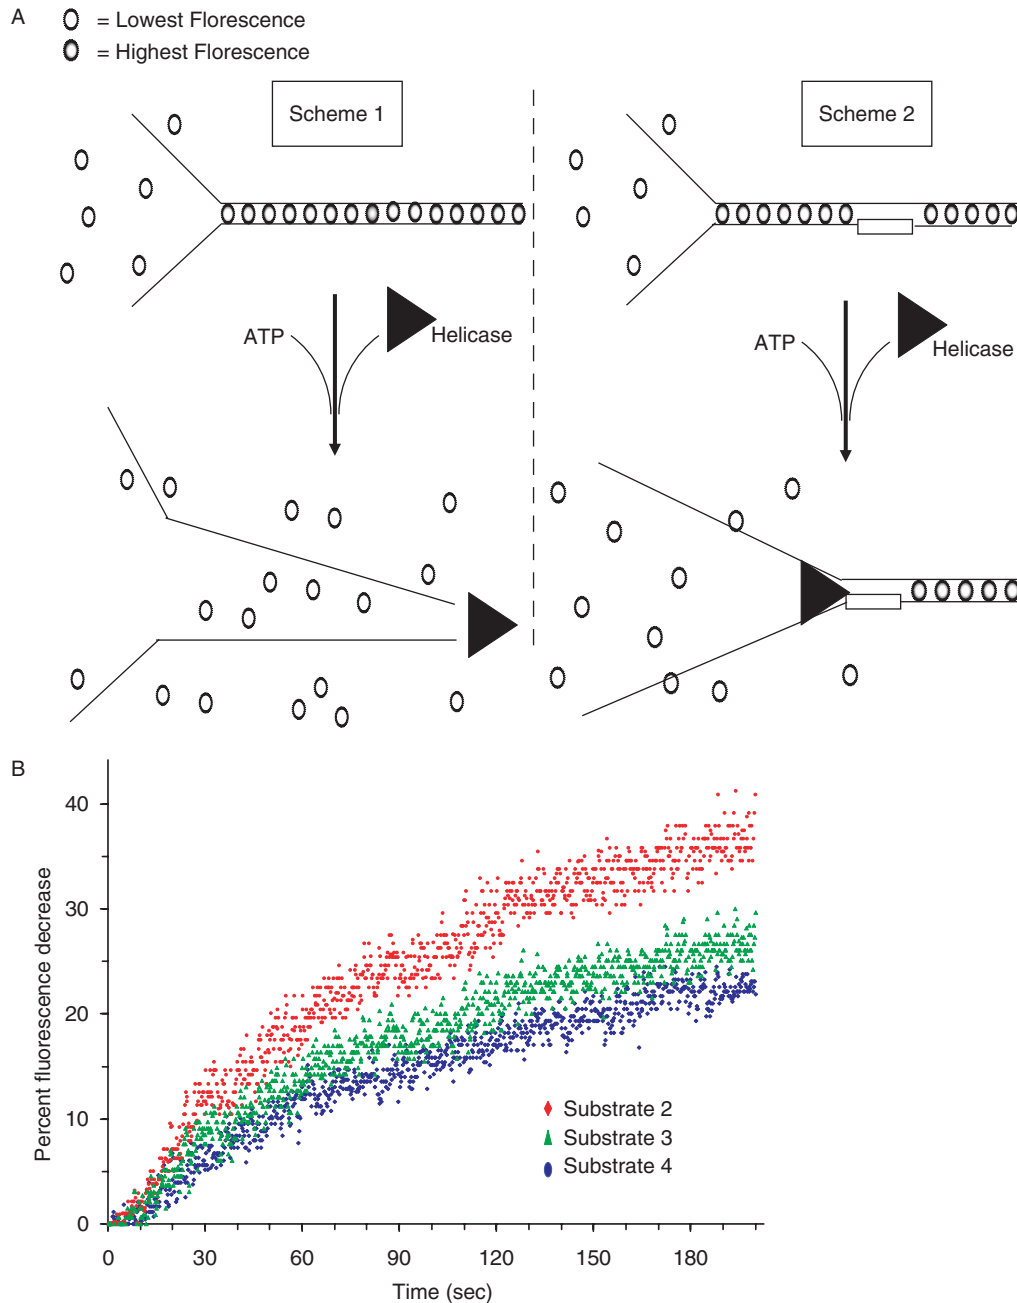 A
= Lowest Florescence
= Highest Florescence
Scheme 1
Scheme 2
ATP
Helicase
ATP
Helicase
B
Percent fluorescence decrease
40
30
20
10
0
0 30 60 90 120 150 180
Time (sec)
Substrate 2
Substrate 3
Substrate 4